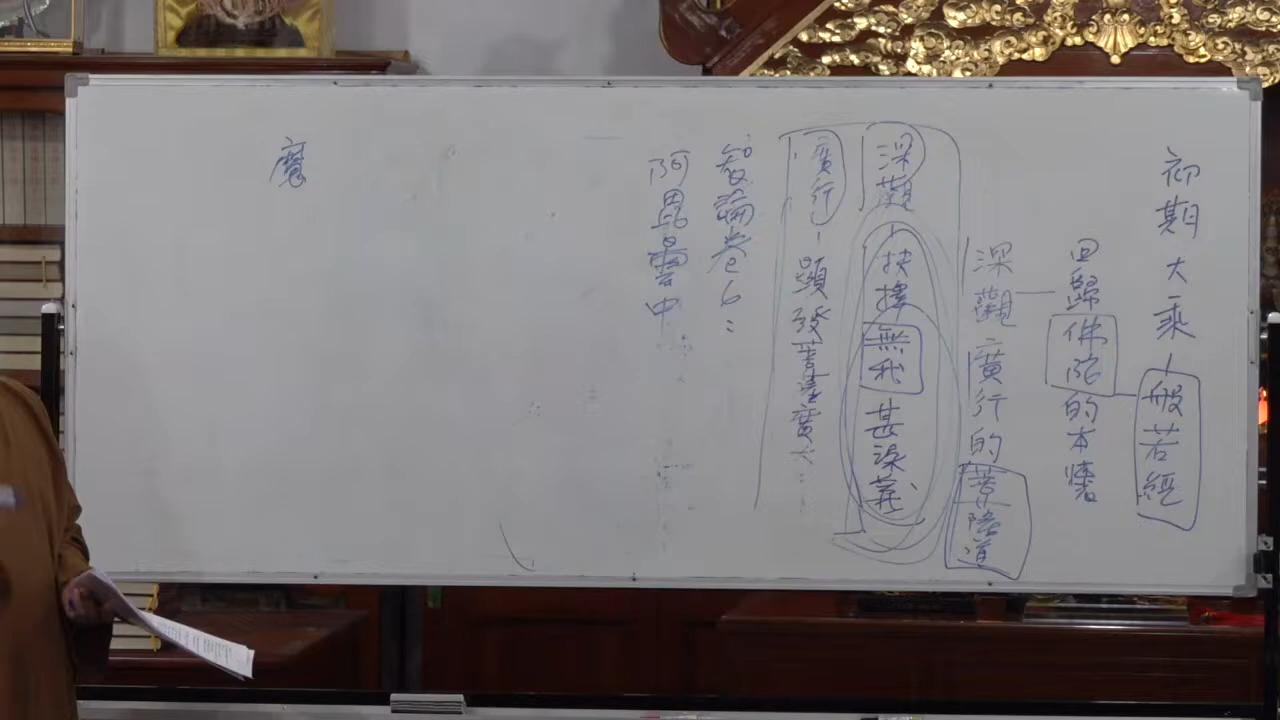 初期大乘-般若經
回歸佛陀的本懷
深觀廣行的菩薩道
深觀-抉擇無我甚深義
廣行-顯發菩薩廣大
智論卷6:
阿毘曇中
魔